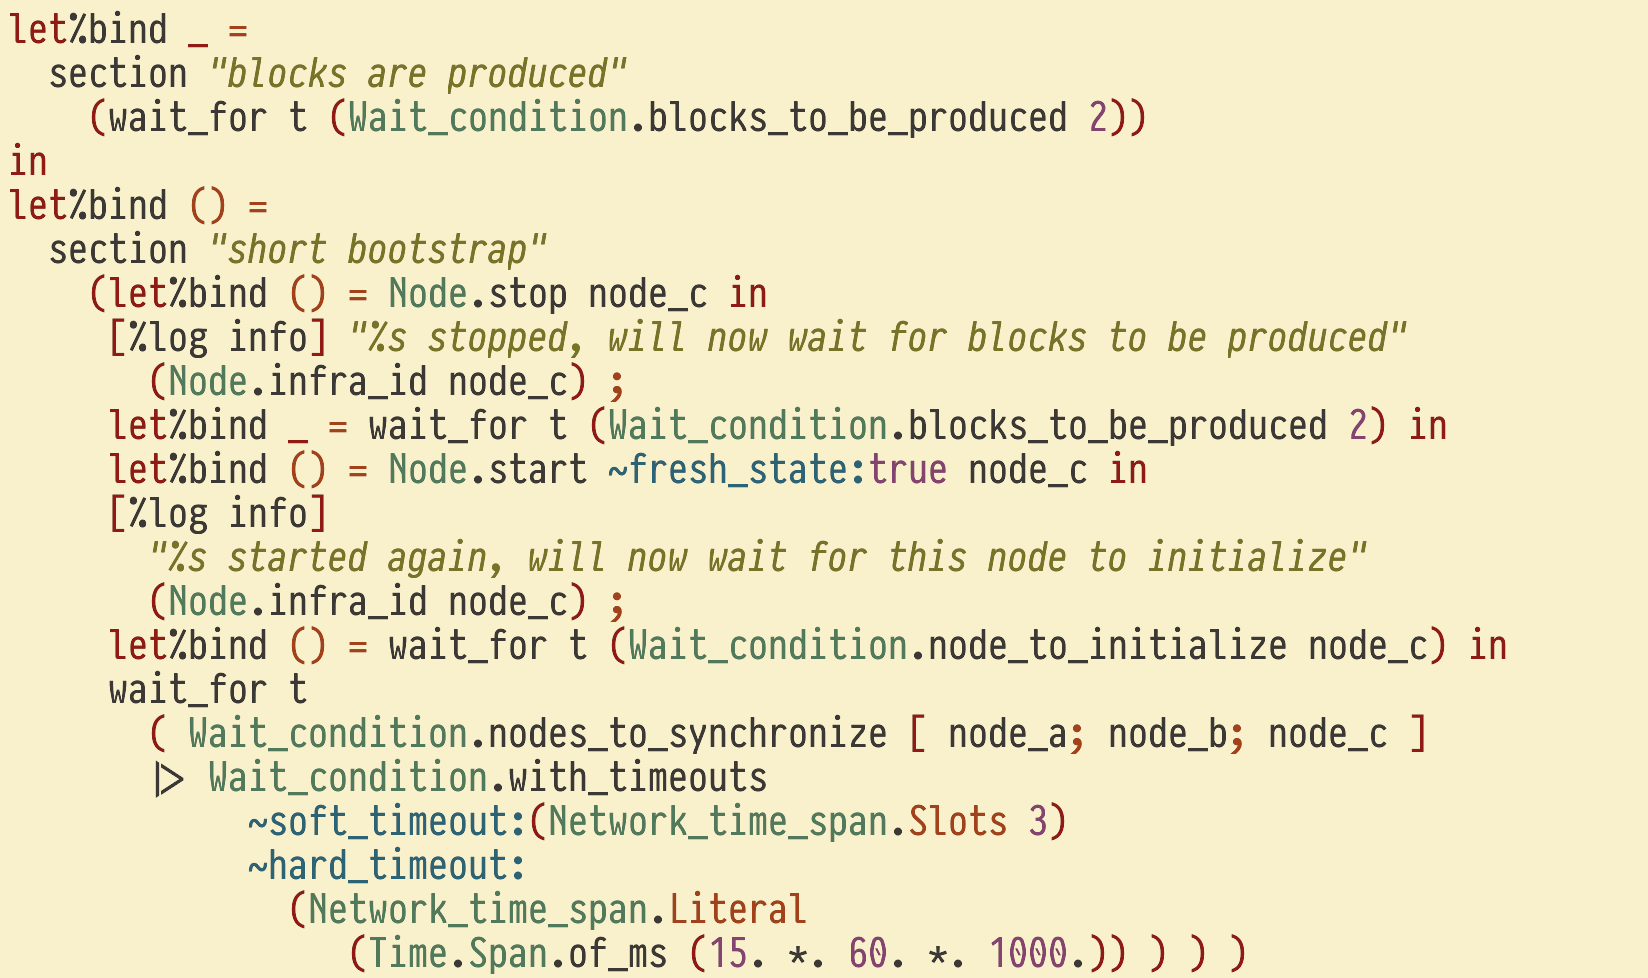 let%bind _ =
  section "blocks are produced"
    (wait_for t (Wait_condition.blocks_to_be_produced 2))
in
let%bind () =
  section "short bootstrap"
    (let%bind () = Node.stop node_c in
     [%log info] "%s stopped, will now wait for blocks to be produced"
       (Node.infra_id node_c) ;
     let%bind _ = wait_for t (Wait_condition.blocks_to_be_produced 2) in
     let%bind () = Node.start ~fresh_state:true node_c in
     [%log info]
       "%s started again, will now wait for this node to initialize"
       (Node.infra_id node_c) ;
     let%bind () = wait_for t (Wait_condition.node_to_initialize node_c) in
     wait_for t
       ( Wait_condition.nodes_to_synchronize [ node_a; node_b; node_c ]
       |> Wait_condition.with_timeouts
            ~soft_timeout:(Network_time_span.Slots 3)
            ~hard_timeout:
              (Network_time_span.Literal
                 (Time.Span.of_ms (15. *. 60. *. 1000.)) ) ) )